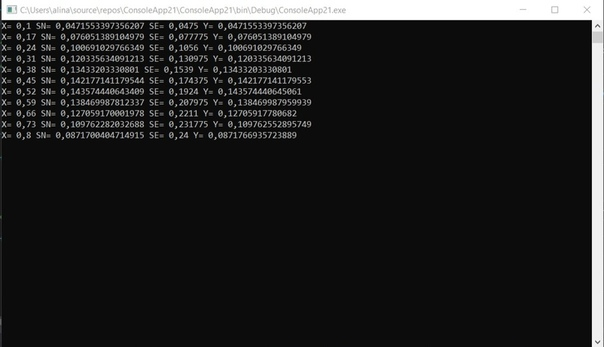 C:\Users\alina\source\repos\ConsoleApp21\ConsoleApp21\bin\Debug\ConsoleApp21.exe
X= 0,1 SN= 0,0471553397356207 SE= 0,0475 Y= 0,0471553397356207
X= 0,17 SN= 0,076051389104979 SE= 0,077775 Y= 0,076051389104979
X= 0,24 SN= 0,100691029766349 SE= 0,1056 Y= 0,100691029766349
X= 0,31 SN= 0,120335634091213 SE= 0,130975 Y= 0,120335634091213
X= 0,38 SN= 0,13433203330801 SE= 0,1539 Y= 0,13433203330801
X= 0,45 SN= 0,142177141179544 SE= 0,174375 Y= 0,142177141179553
X= 0,52 SN= 0,143574440643409 SE= 0,1924 Y= 0,143574440645061
X= 0,59 SN= 0,138469987812337 SE= 0,207975 Y= 0,138469987959939
X= 0,66 SN= 0,127059170001978 SE= 0,2211 Y= 0,12705917780682
X= 0,73 SN= 0,109762282032688 SE= 0,231775 Y= 0,109762552895749
X= 0,8 SN= 0,0871700404714915 SE= 0,24 Y= 0,0871766935723889